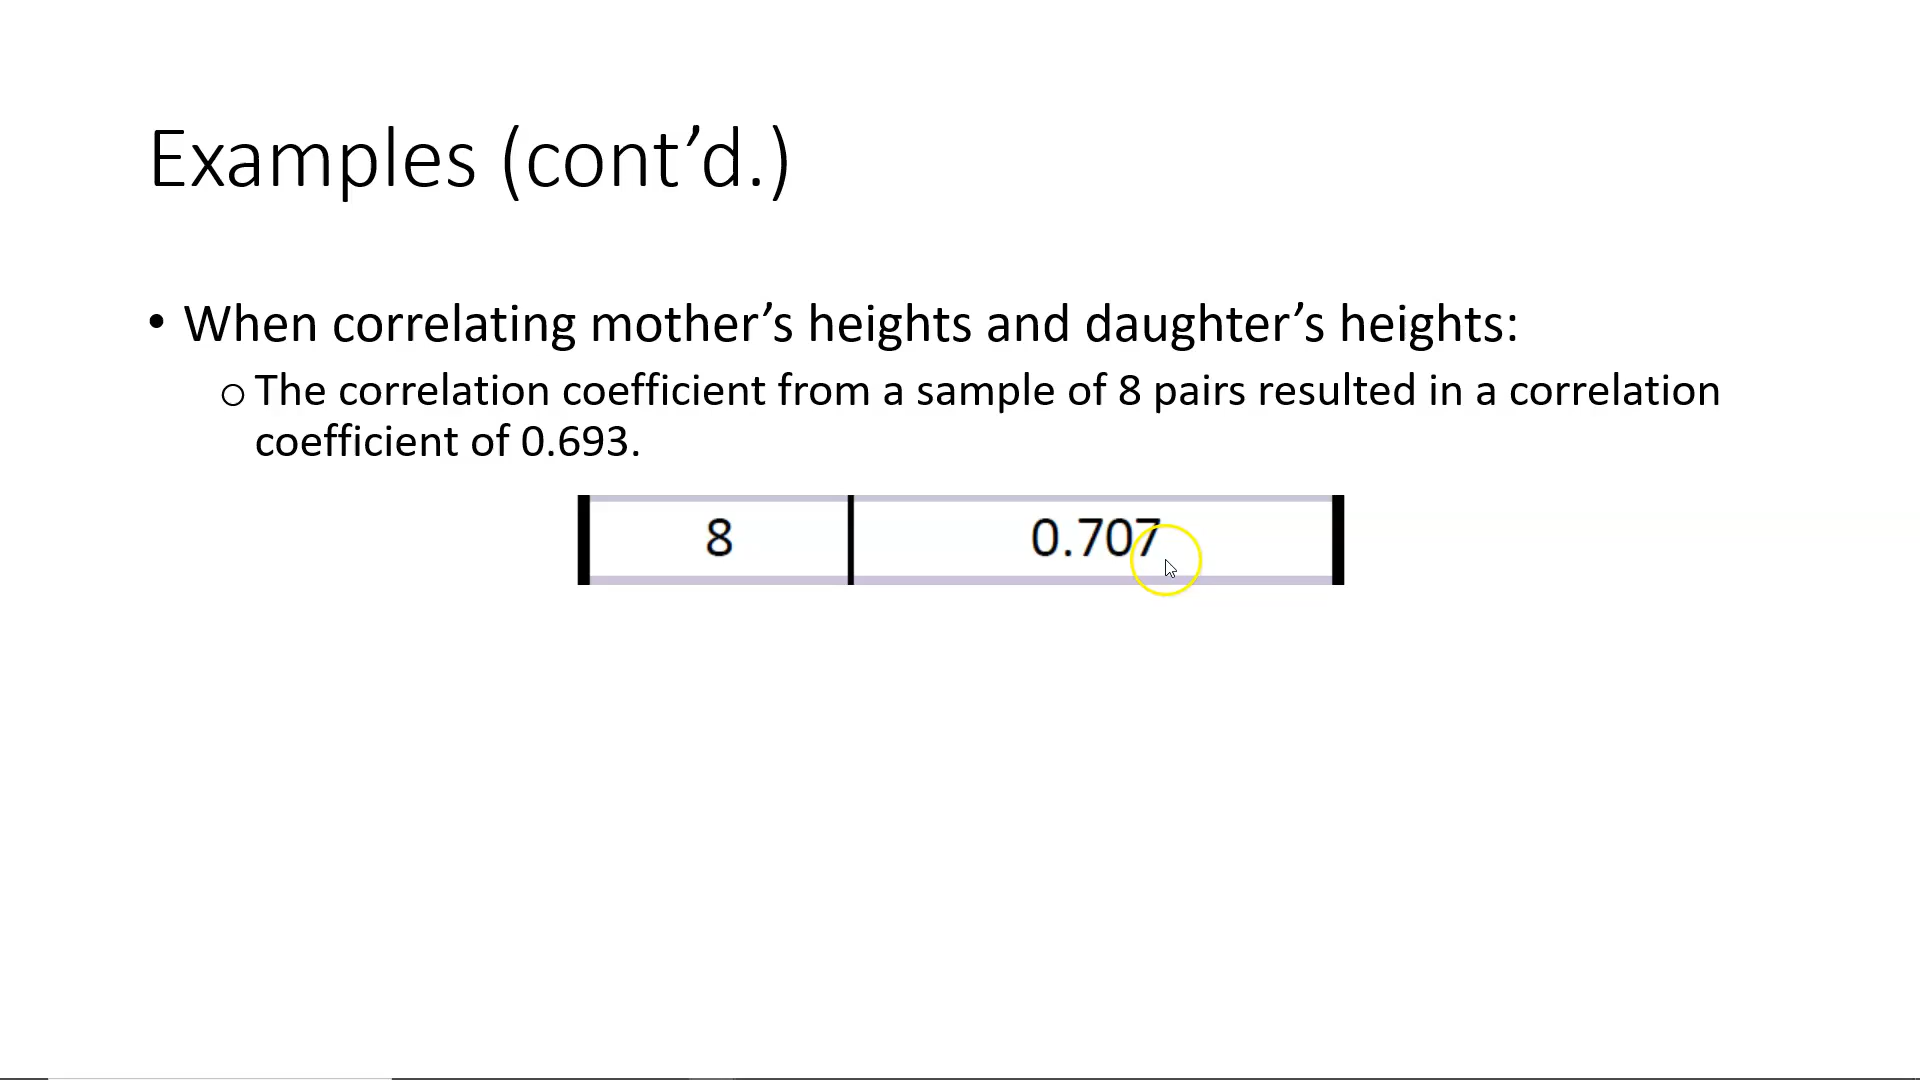 Examples (cont’d.)
• When correlating mother’s heights and daughter’s heights:
o The correlation coefficient from a sample of 8 pairs resulted in a correlation
coefficient of 0.693.
8 0.707